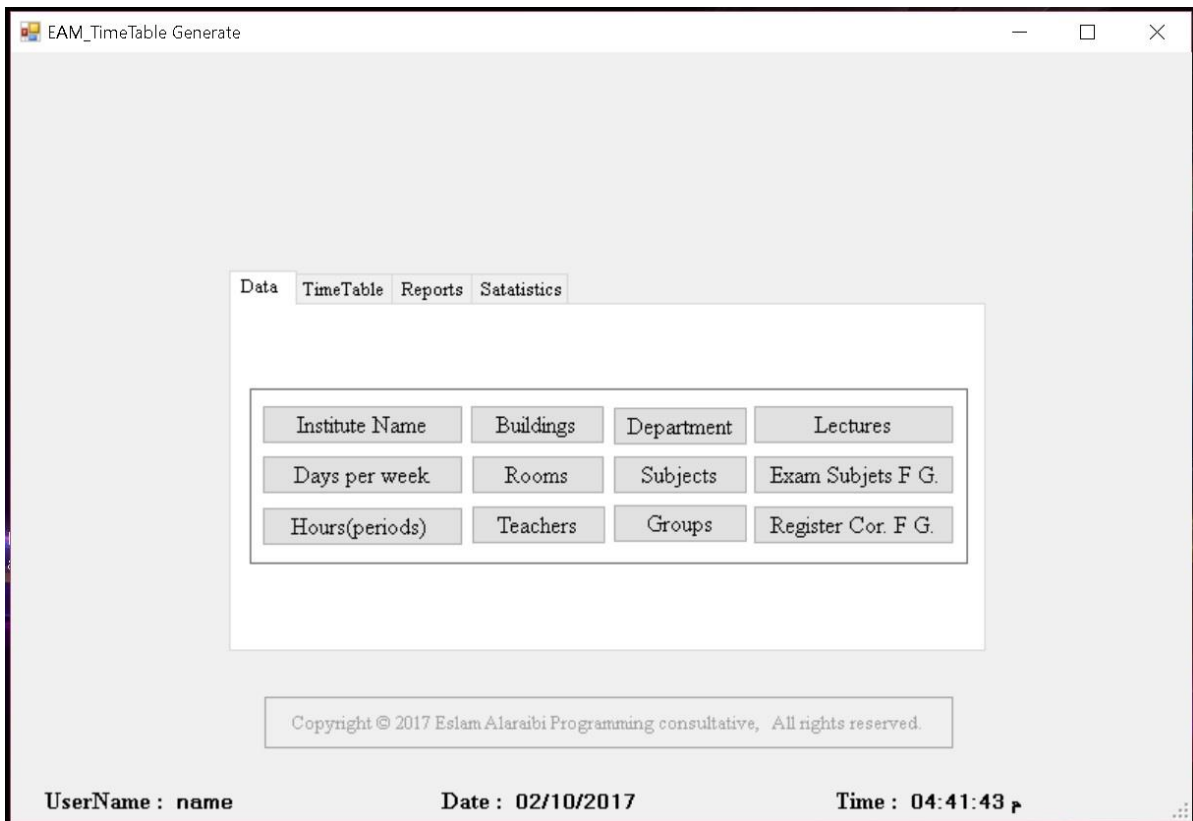 EAM_TimeTable Generate
Data TimeTable Reports Satatistics
Institute Name Buildings Department Lectures
Days per week Rooms Subjects Exam Subjets F G.
Hours(periods) Teachers Groups Register Cor. F G.
Copyright © 2017 Eslam Alaraibi Programming consultative, All rights reserved.
UserName : name Date : 02/10/2017 Time : 04:41:43 م